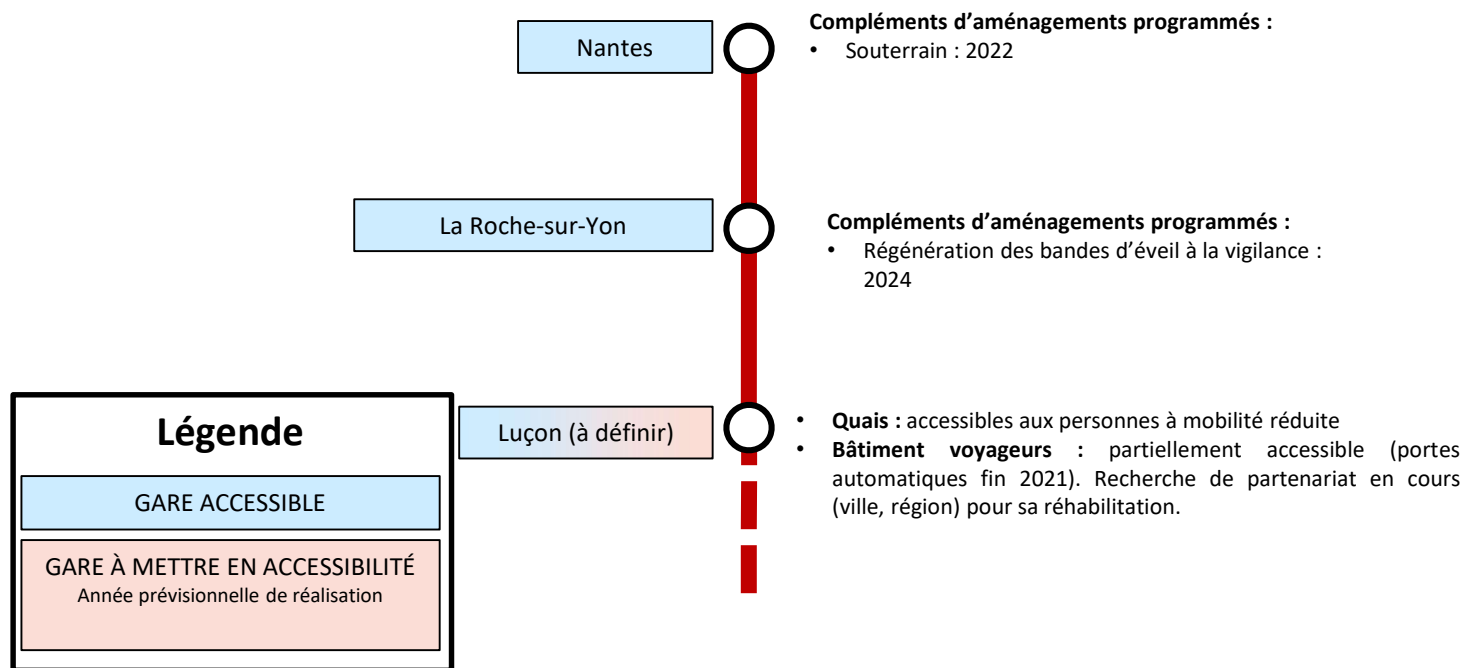 Nantes
Compléments d’aménagements programmés :
• Souterrain : 2022
La Roche-sur-Yon
Compléments d’aménagements programmés :
• Régénération des bandes d’éveil à la vigilance :
2024
Luçon (à définir)
• Quais : accessibles aux personnes à mobilité réduite
• Bâtiment voyageurs : partiellement accessible (portes
automatiques fin 2021). Recherche de partenariat en cours
(ville, région) pour sa réhabilitation.
Légende
GARE ACCESSIBLE
GARE À METTRE EN ACCESSIBILITÉ
Année prévisionnelle de réalisation